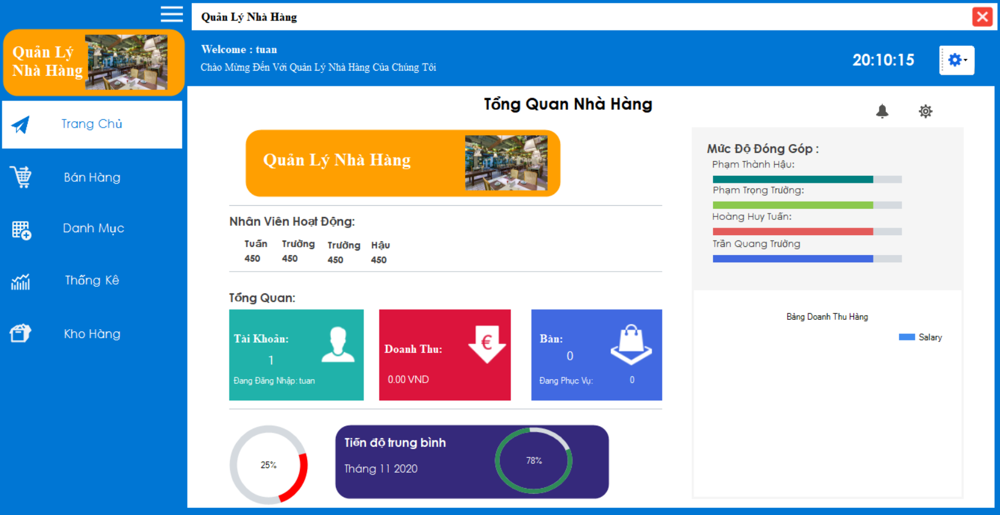 Quản Lý
Nhà Hàng
Trang Chủ
Bán Hàng
Danh Mục
Thống Kê
Kho Hàng
Quản Lý Nhà Hàng
Welcome : tuan
Chào Mừng Đến Với Quản Lý Nhà Hàng Của Chúng Tôi
20:10:15
Tổng Quan Nhà Hàng
Quản Lý Nhà Hàng
Nhân Viên Hoạt Động:
Tuấn Trường Trường Hậu
450 450 450 450
Tổng Quan:
Tài Khoản:
1
Đang Đăng Nhập: tuan
Doanh Thu:
€
0.00 VND
Bàn:
0
Đang Phục Vụ: 0
25%
Tiến độ trung bình
Tháng 11 2020
78%
Mức Độ Đóng Góp :
Phạm Thành Hậu:
Phạm Trọng Trưởng:
Hoàng Huy Tuấn:
Trần Quang Trường
Bảng Doanh Thu Hàng
Salary